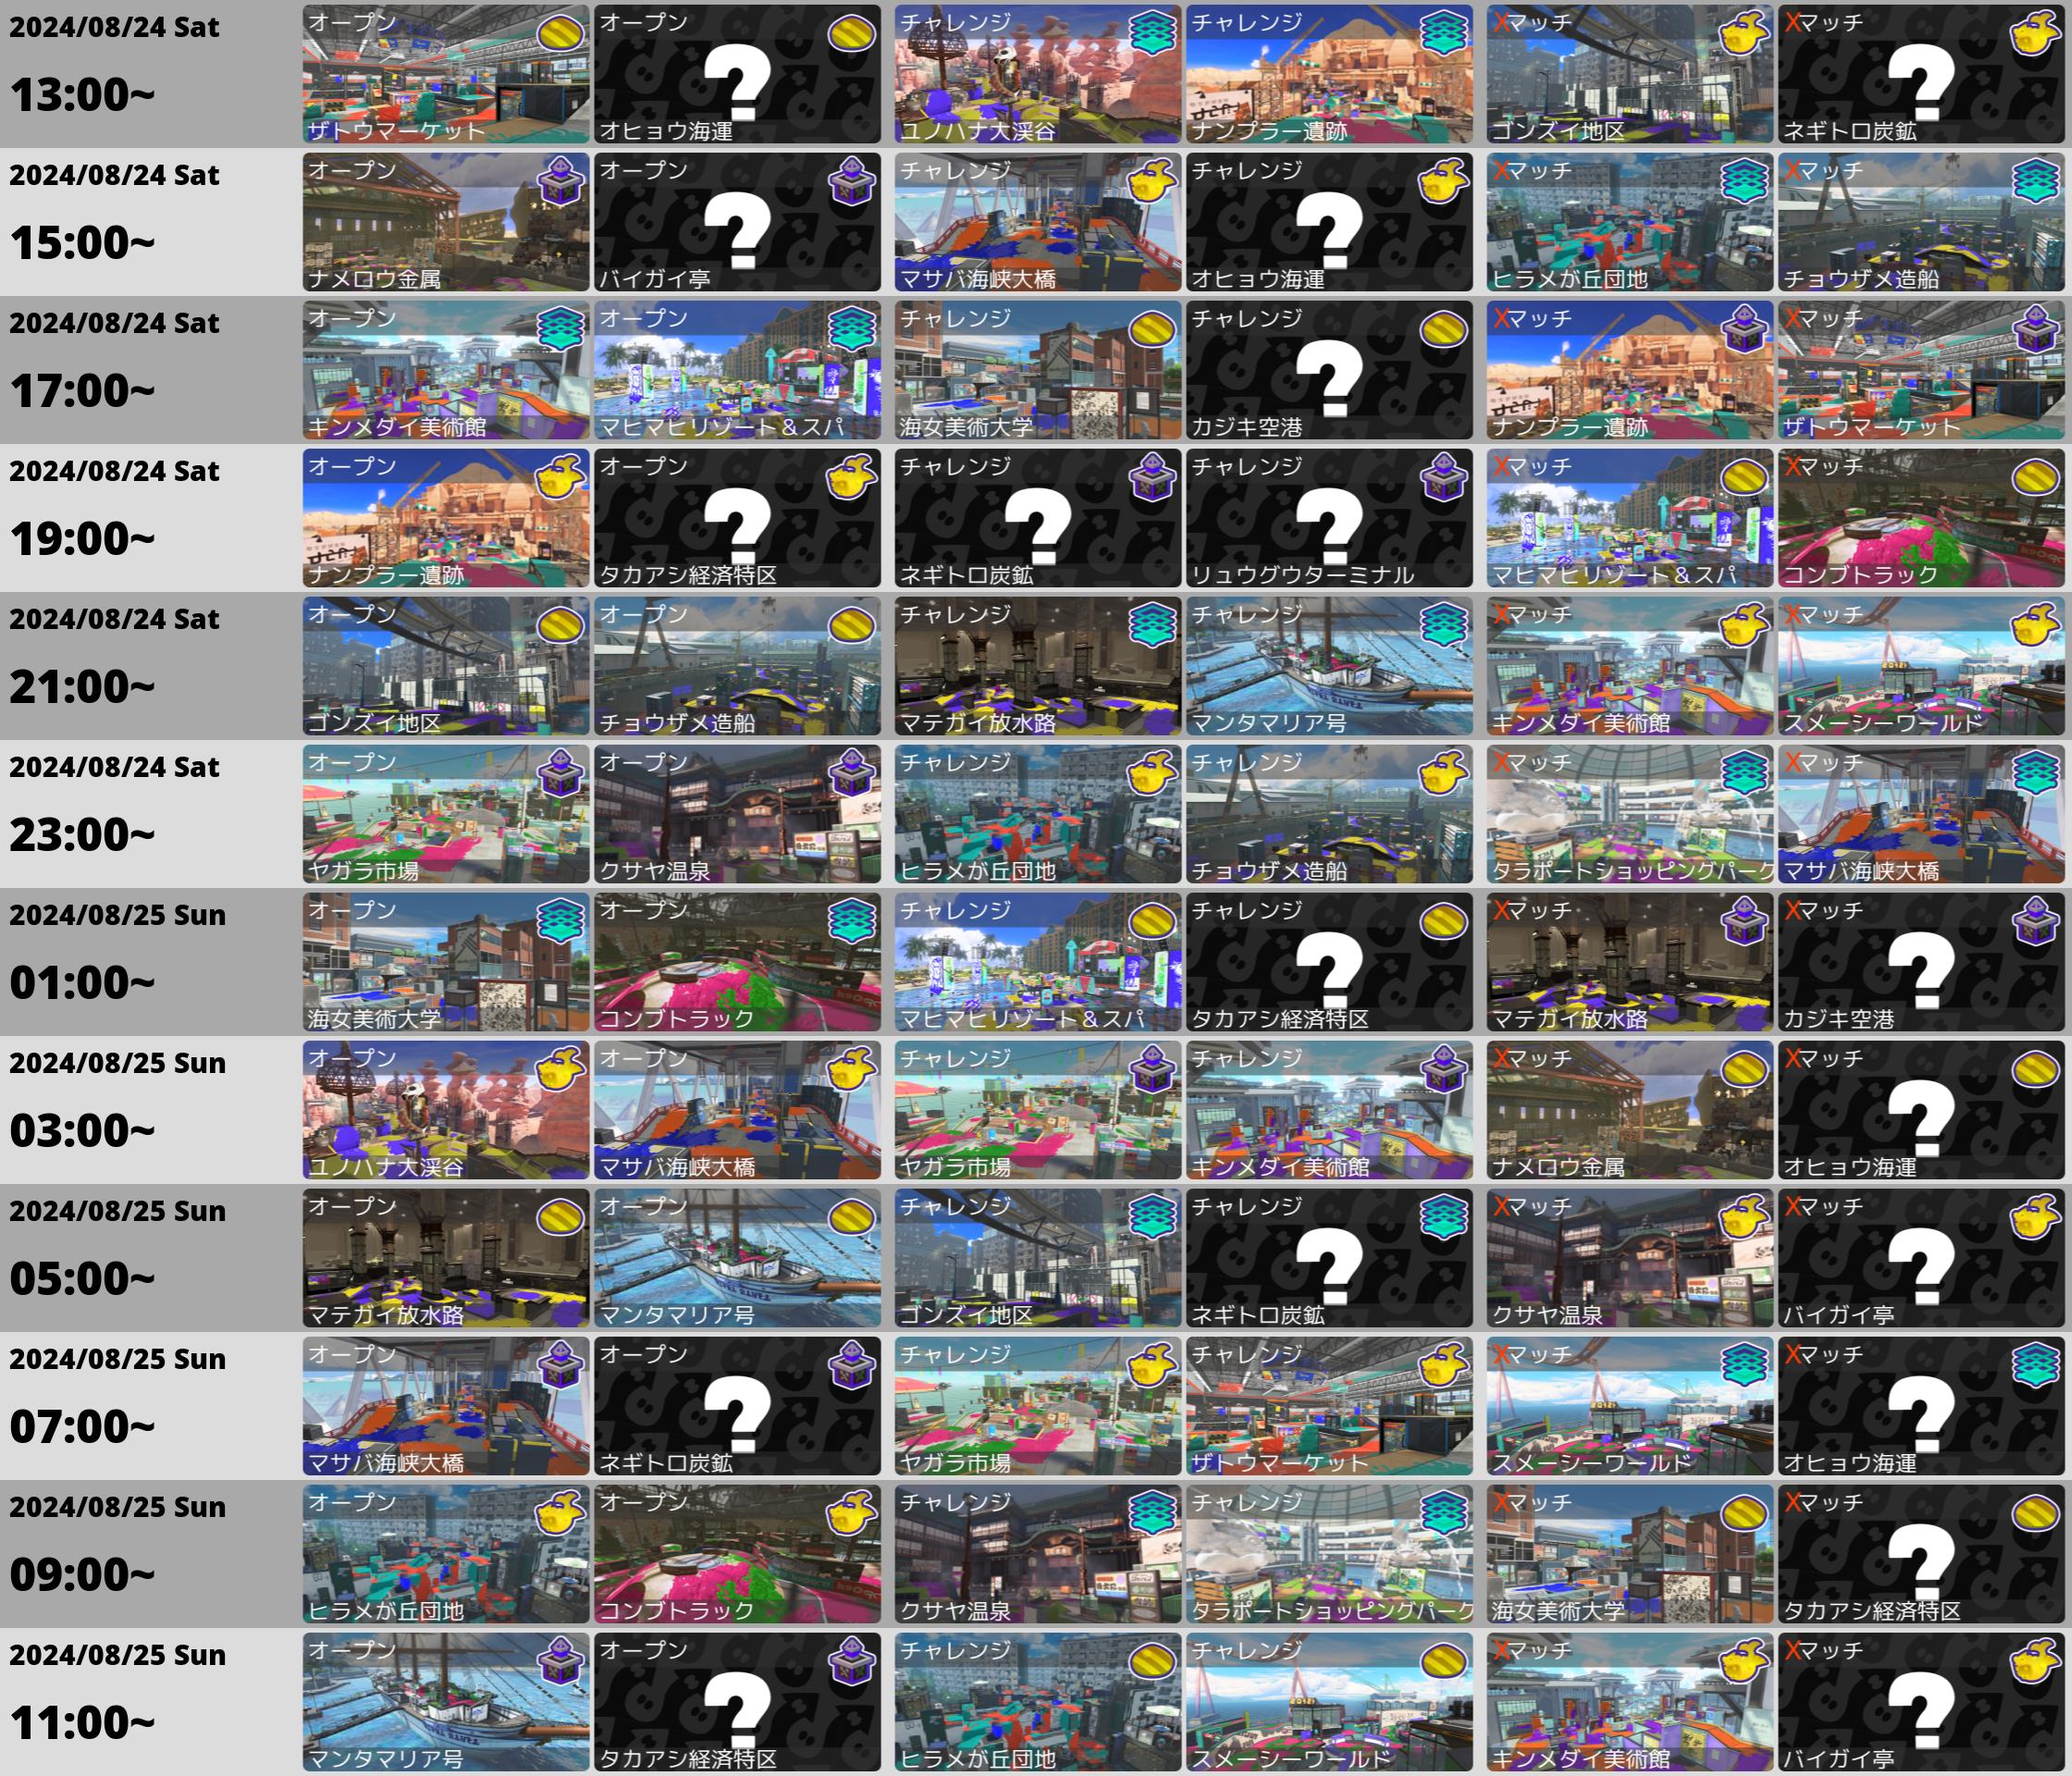 2024/08/24 Sat
13:00~
オープン オープン チャレンジ チャレンジ Xマッチ Xマッチ
ザトウマーケット オヒョウ海運 ユノハナ大渓谷 ナンプラー遺跡 ゴンズイ地区 ネギトロ炭鉱
2024/08/24 Sat
15:00~
オープン オープン チャレンジ チャレンジ Xマッチ Xマッチ
ナメロウ金属 バイガイ亭 マサバ海峡大橋 オヒョウ海運 ヒラメが丘団地 チョウザメ造船
2024/08/24 Sat
17:00~
オープン オープン チャレンジ チャレンジ Xマッチ Xマッチ
キンメダイ美術館 マヒマヒリゾート＆スパ 海女美術大学 カジキ空港 ナンプラー遺跡 ザトウマーケット
2024/08/24 Sat
19:00~
オープン オープン チャレンジ チャレンジ Xマッチ Xマッチ
ナンプラー遺跡 タカアシ経済特区 ネギトロ炭鉱 リュウグウターミナル マヒマヒリゾート＆スパ コンブトラック
2024/08/24 Sat
21:00~
オープン オープン チャレンジ チャレンジ Xマッチ Xマッチ
ゴンズイ地区 チョウザメ造船 マテガイ放水路 マンタマリア号 キンメダイ美術館 スメーシーワールド
2024/08/24 Sat
23:00~
オープン オープン チャレンジ チャレンジ Xマッチ Xマッチ
ヤガラ市場 クサヤ温泉 ヒラメが丘団地 チョウザメ造船 タラポートショッピングパーク マサバ海峡大橋
2024/08/25 Sun
01:00~
オープン オープン チャレンジ チャレンジ Xマッチ Xマッチ
海女美術大学 コンブトラック マヒマヒリゾート＆スパ タカアシ経済特区 マテガイ放水路 カジキ空港
2024/08/25 Sun
03:00~
オープン オープン チャレンジ チャレンジ Xマッチ Xマッチ
ユノハナ大渓谷 マサバ海峡大橋 ヤガラ市場 キンメダイ美術館 ナメロウ金属 オヒョウ海運
2024/08/25 Sun
05:00~
オープン オープン チャレンジ チャレンジ Xマッチ Xマッチ
マテガイ放水路 マンタマリア号 ゴンズイ地区 ネギトロ炭鉱 クサヤ温泉 バイガイ亭
2024/08/25 Sun
07:00~
オープン オープン チャレンジ チャレンジ Xマッチ Xマッチ
マサバ海峡大橋 ネギトロ炭鉱 ヤガラ市場 ザトウマーケット スメーシーワールド オヒョウ海運
2024/08/25 Sun
09:00~
オープン オープン チャレンジ チャレンジ Xマッチ Xマッチ
ヒラメが丘団地 コンブトラック クサヤ温泉 タラポートショッピングパーク 海女美術大学 タカアシ経済特区
2024/08/25 Sun
11:00~
オープン オープン チャレンジ チャレンジ Xマッチ Xマッチ
マンタマリア号 タカアシ経済特区 ヒラメが丘団地 スメーシーワールド キンメダイ美術館 バイガイ亭